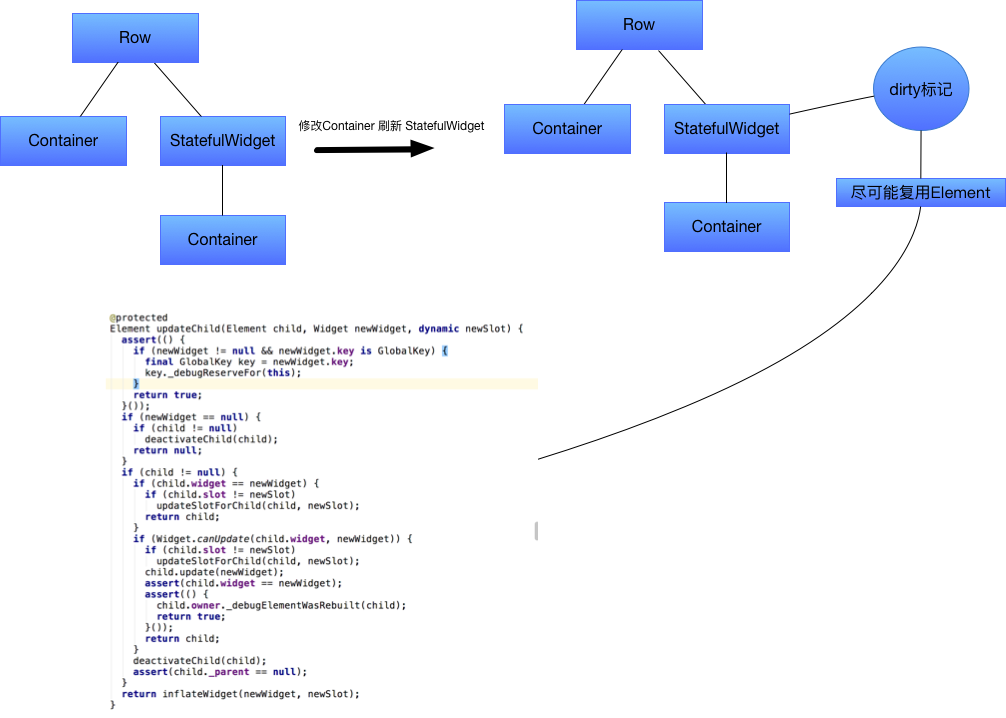 Row
Container
StatefulWidget
Container
修改Container 刷新 StatefulWidget
Row
Container
StatefulWidget
Container
dirty标记
尽可能复用Element
@protected
Element updateChild(Element child, Widget newWidget, dynamic newSlot) {
assert(() {
if (newWidget != null && newWidget.key is GlobalKey) {
final GlobalKey key = newWidget.key;
key._debugReserveFor(this);
}
return true;
}());
if (newWidget == null) {
if (child != null)
deactivateChild(child);
return null;
}
if (child != null) {
if (child.widget == newWidget) {
if (child.slot != newSlot)
updateSlotForChild(child, newSlot);
return child;
}
if (Widget.canUpdate(child.widget, newWidget)) {
if (child.slot != newSlot)
updateSlotForChild(child, newSlot);
child.update(newWidget);
assert(child.widget == newWidget);
assert(() {
child.owner._debugElementWasRebuilt(child);
return true;
}());
return child;
}
deactivateChild(child);
assert(child._parent == null);
}
return inflateWidget(newWidget, newSlot);
}